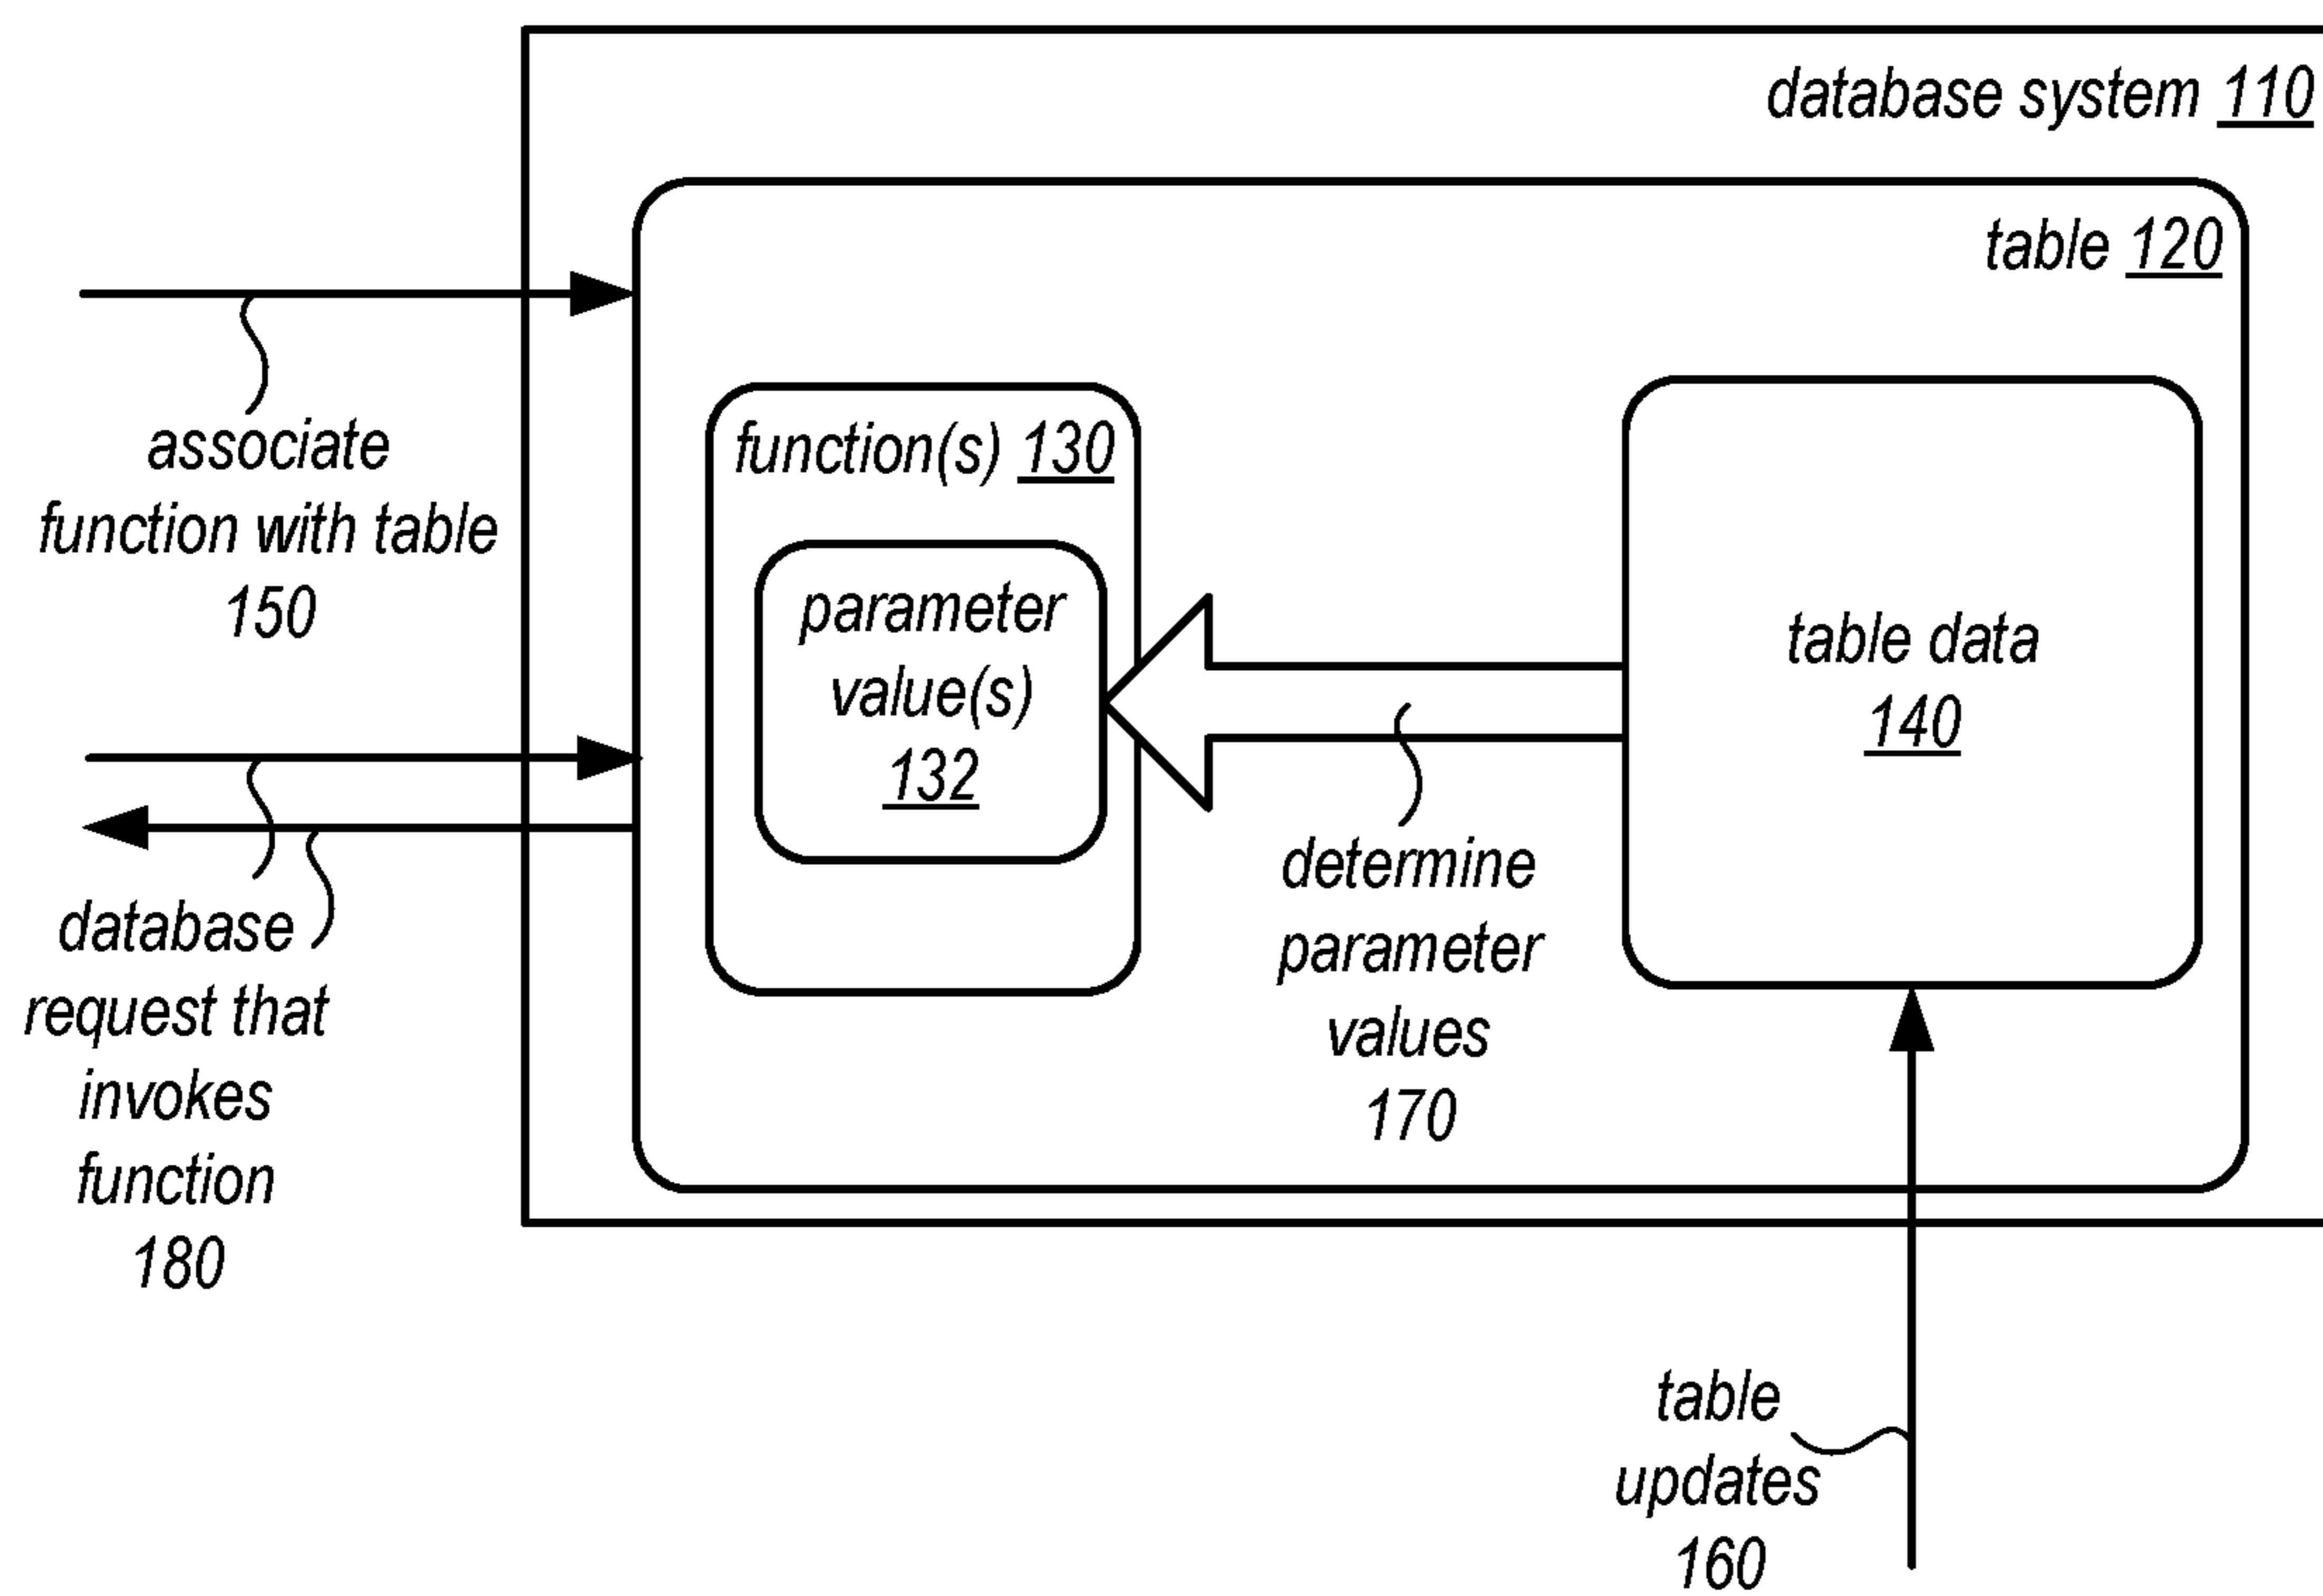 database system 110
table 120
associate
function with table
150
function(s) 130
parameter
value(s)
132
table data
140
determine
parameter
values
170
database
request that
invokes
function
180
table
updates
160